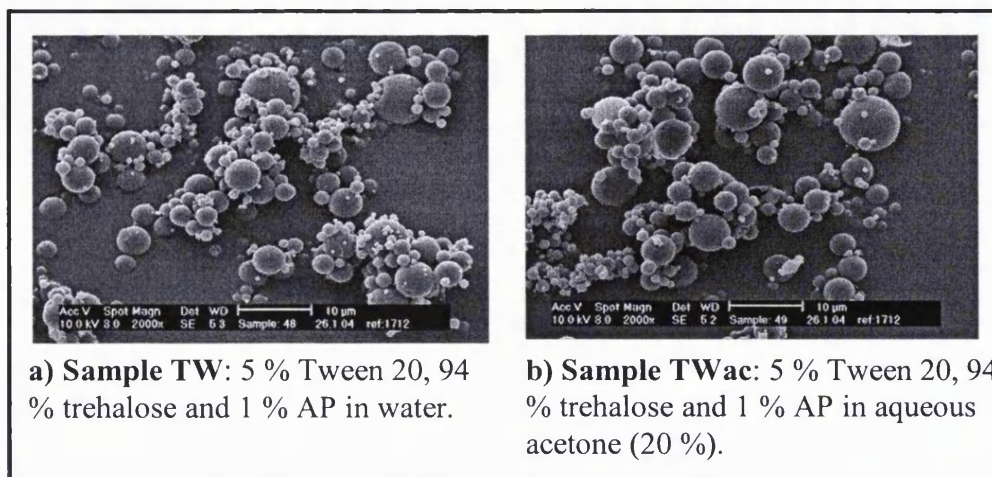 Acc.V Spot Magn Det WD 10 µm
10.0 kV 8.0 2000x SE 5.3 Sample: 48 26.1.04 ref:1712
Acc.V Spot Magn Det WD 10 µm
10.0 kV 8.0 2000x SE 5.2 Sample: 49 26.1.04 ref:1712
a) Sample TW: 5 % Tween 20, 94
% trehalose and 1 % AP in water.
b) Sample TWac: 5 % Tween 20, 94
% trehalose and 1 % AP in aqueous
acetone (20 %).